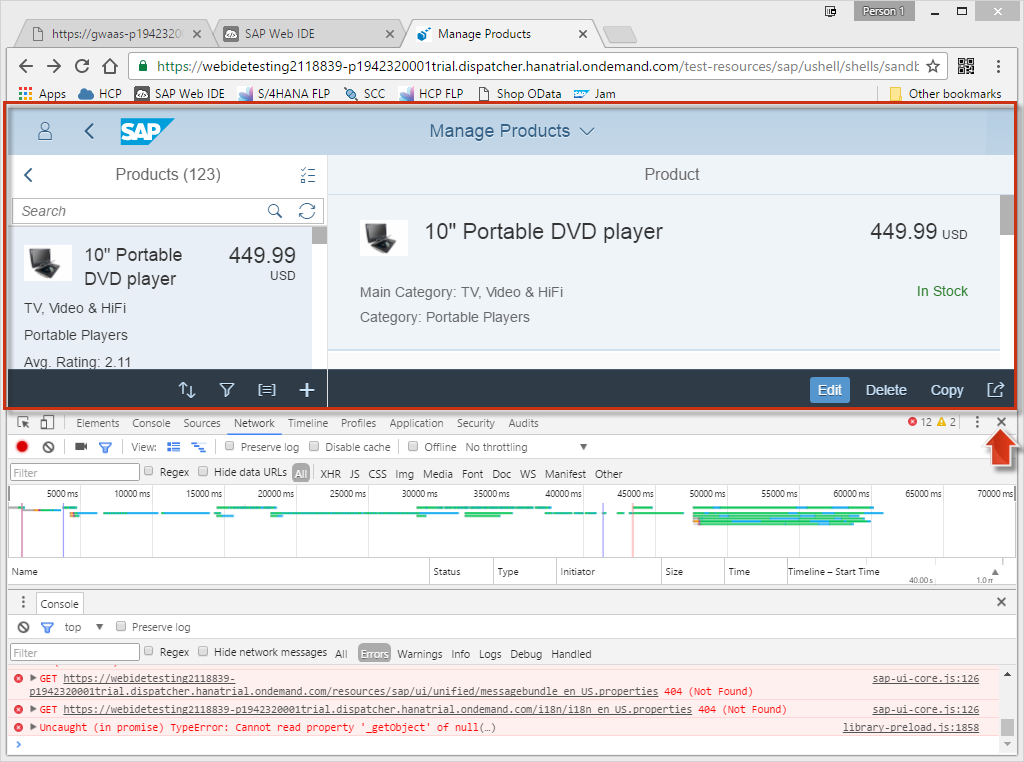 Person 1
https://gwaas-p1942320
SAP Web IDE
Manage Products
https://webidetesting2118839-p1942320001trial.dispatcher.hanatrial.ondemand.com/test-resources/sap/ushell/shells/sandb
Apps
HCP
SAP Web IDE
S/4HANA FLP
SCC
HCP FLP
Shop OData
Jam
Other bookmarks
SAP
Manage Products
Products (123)
Product
Search
10" Portable DVD player
449.99 USD
10" Portable
DVD player
449.99
USD
TV, Video & HiFi
Portable Players
Avg. Rating: 2.11
Main Category: TV, Video & HiFi
In Stock
Category: Portable Players
Edit
Delete
Copy
Elements
Console
Sources
Network
Timeline
Profiles
Application
Security
Audits
12
2
View:
Preserve log
Disable cache
Offline
No throttling
Filter
Regex
Hide data URLs
All
XHR
JS
CSS
Img
Media
Font
Doc
WS
Manifest
Other
5000 ms
10000 ms
15000 ms
20000 ms
25000 ms
30000 ms
35000 ms
40000 ms
45000 ms
50000 ms
55000 ms
60000 ms
65000 ms
70000 ms
Name
Status
Type
Initiator
Size
Time
Timeline – Start Time
40.00 s
Console
top
Preserve log
Filter
Regex
Hide network messages
All
Errors
Warnings
Info
Logs
Debug
Handled
GET https://webidetesting2118839-
sap-ui-core.js:126
p1942320001trial.dispatcher.hanatrial.ondemand.com/resources/sap/ui/unified/messagebundle_en_US.properties 404 (Not Found)
GET https://webidetesting2118839-p1942320001trial.dispatcher.hanatrial.ondemand.com/i18n/i18n_en_US.properties 404 (Not Found)
sap-ui-core.js:126
Uncaught (in promise) TypeError: Cannot read property '_getObject' of null(…)
library-preload.js:1858